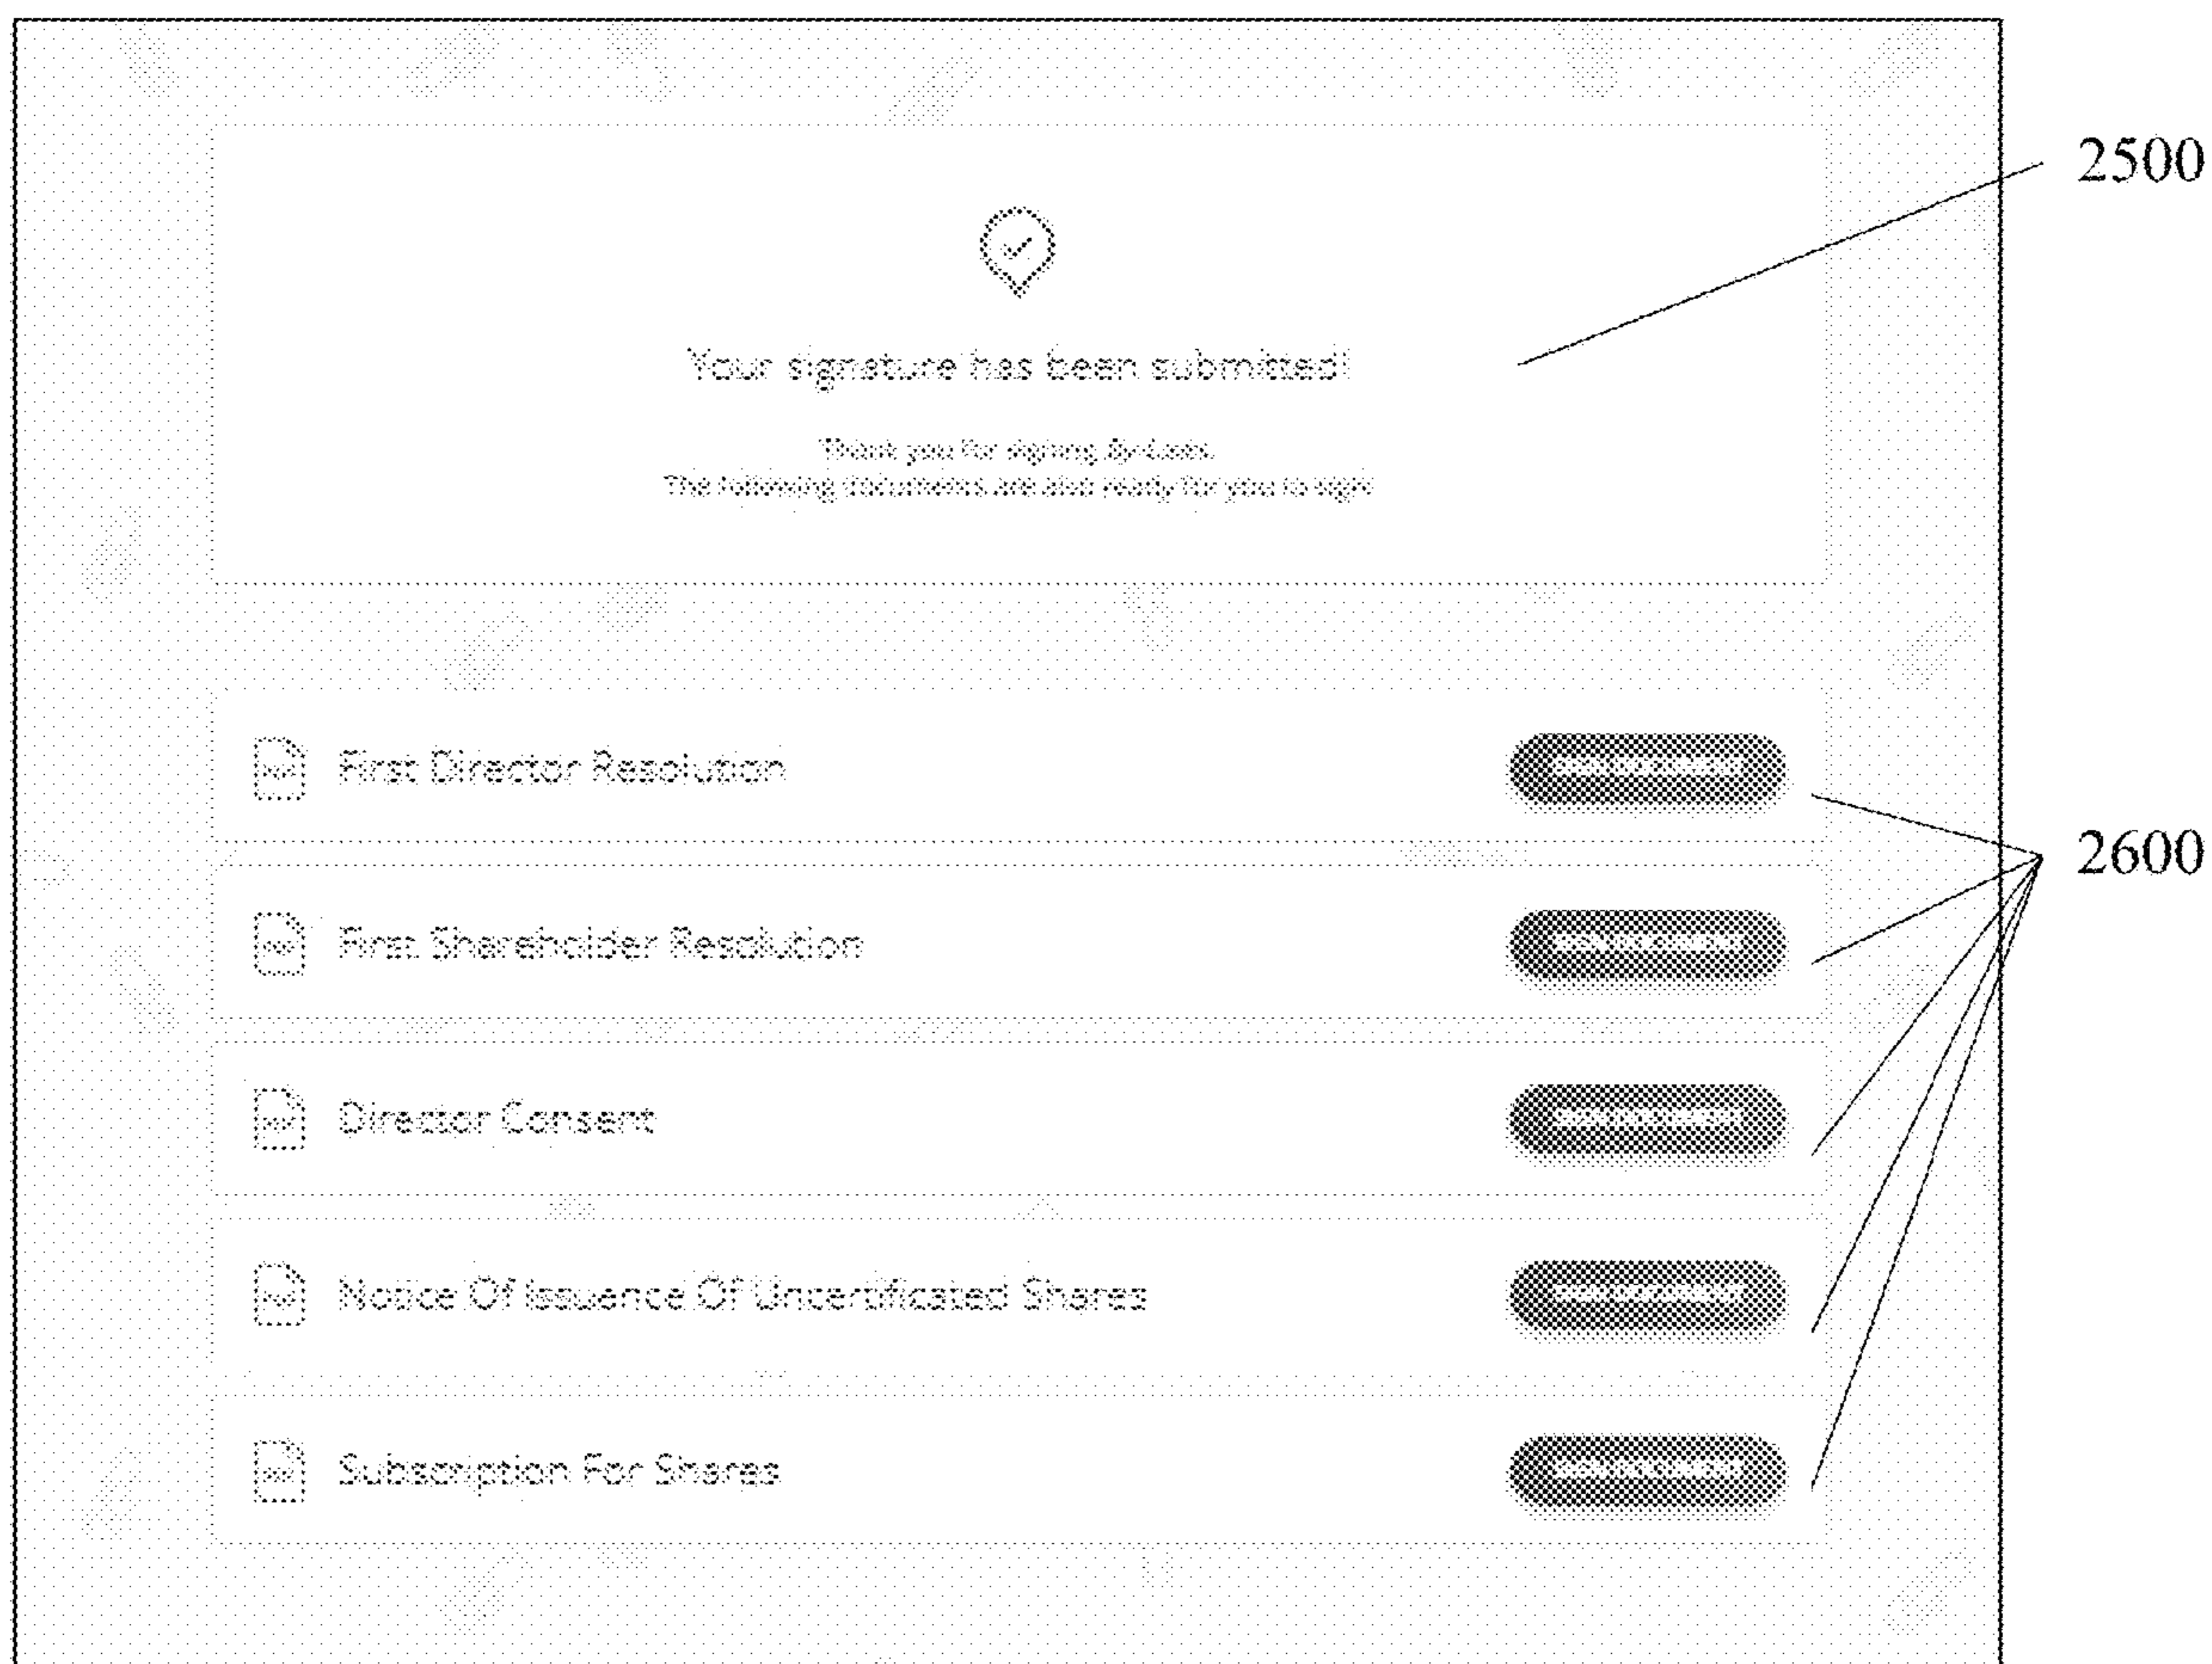 2500
Your signature has been submitted!
Thank you for signing By-Laws.
The following documents are also ready for you to sign
First Director Resolution
2600
First Shareholder Resolution
Director Consent
Notice Of Issuence Of Uncertificated Shares
Subscription For Shares